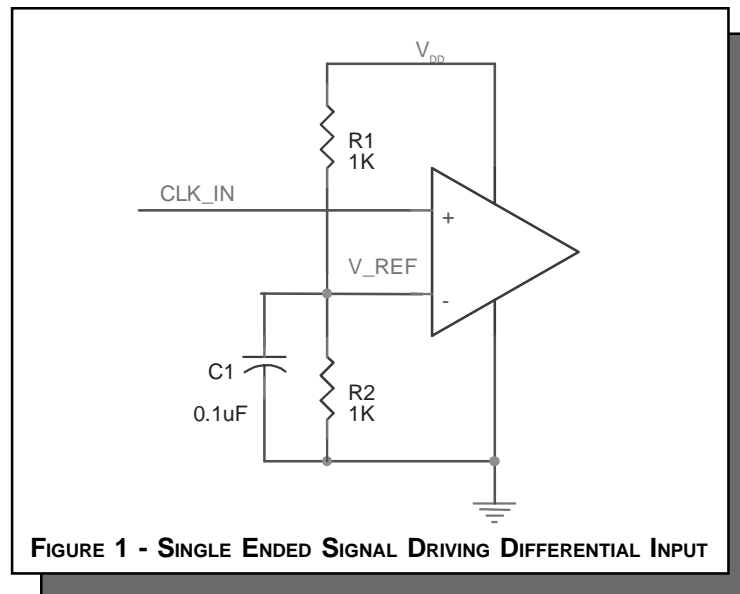 V_DD
R1
1K
CLK_IN
+
V_REF
-
C1
0.1uF
R2
1K
FIGURE 1 - SINGLE ENDED SIGNAL DRIVING DIFFERENTIAL INPUT